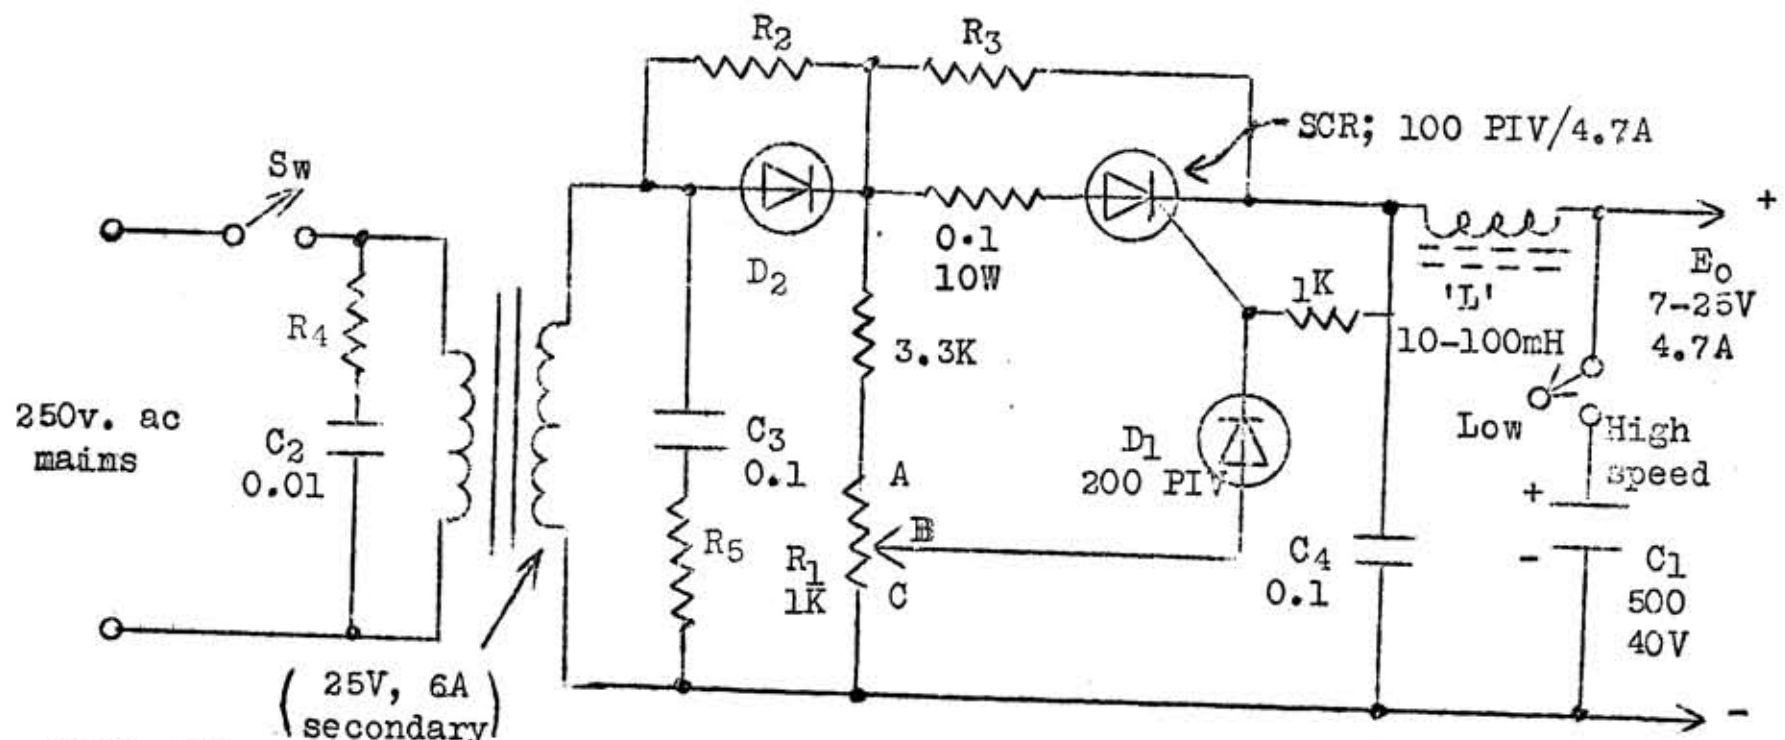 R2
R3
SCR; 100 PIV/4.7A
Sw
+
D2
0.1
10W
1K
'L'
10-100mH
Eo
7-25V
4.7A
R4
3.3K
250v. ac
mains
C2
0.01
C3
0.1
A
D1
200 PIV
Low
High
speed
+
R5
B
R1
1K
C
C4
0.1
-
C1
500
40V
25V, 6A
secondary
-